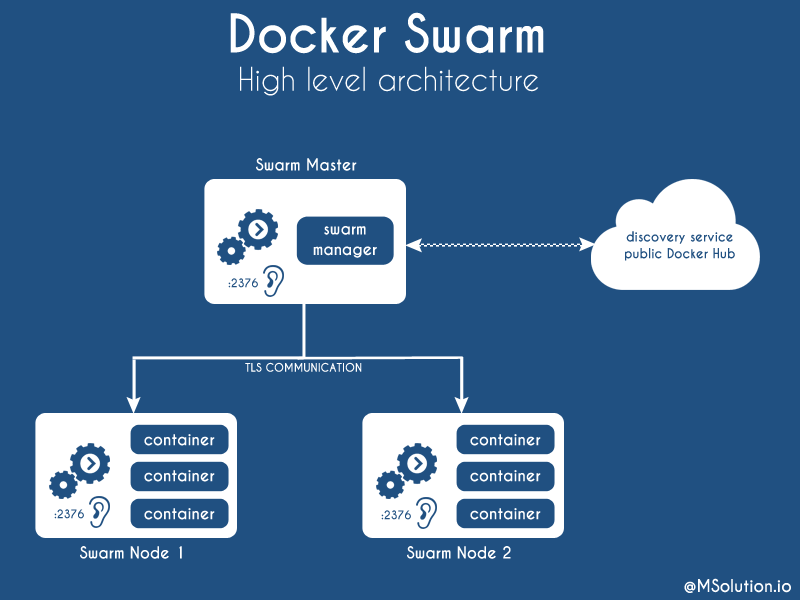 Docker Swarm
High level architecture
Swarm Master
swarm
manager
:2376
discovery service
public Docker Hub
TLS COMMUNICATION
container
container
container
:2376
Swarm Node 1
container
container
container
:2376
Swarm Node 2
@MSolution.io